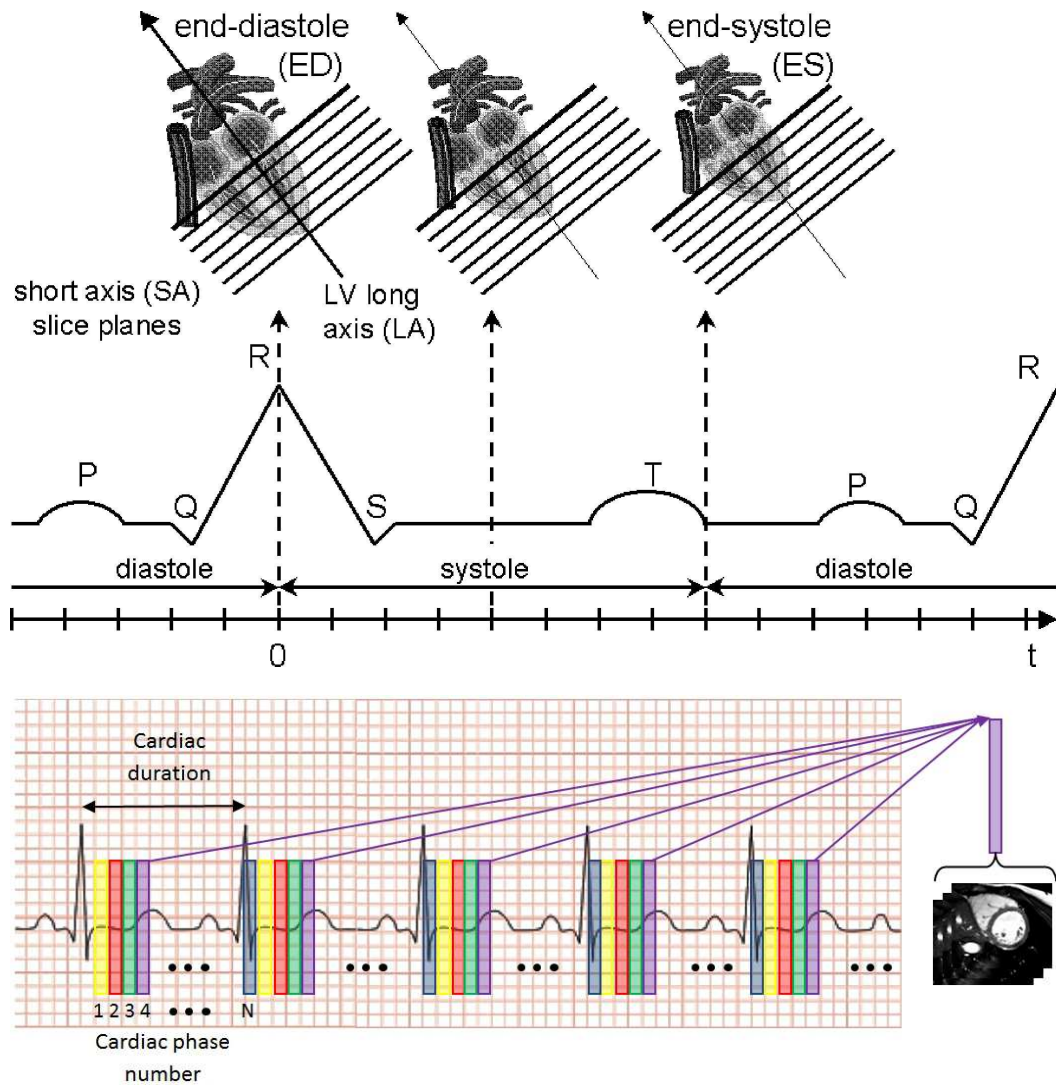 end-diastole
(ED)
end-systole
(ES)
short axis (SA)
slice planes
LV long
axis (LA)
R
R
P
Q
S
T
P
Q
diastole
systole
diastole
0
t
Cardiac
duration
1 2 3 4
N
Cardiac phase
number